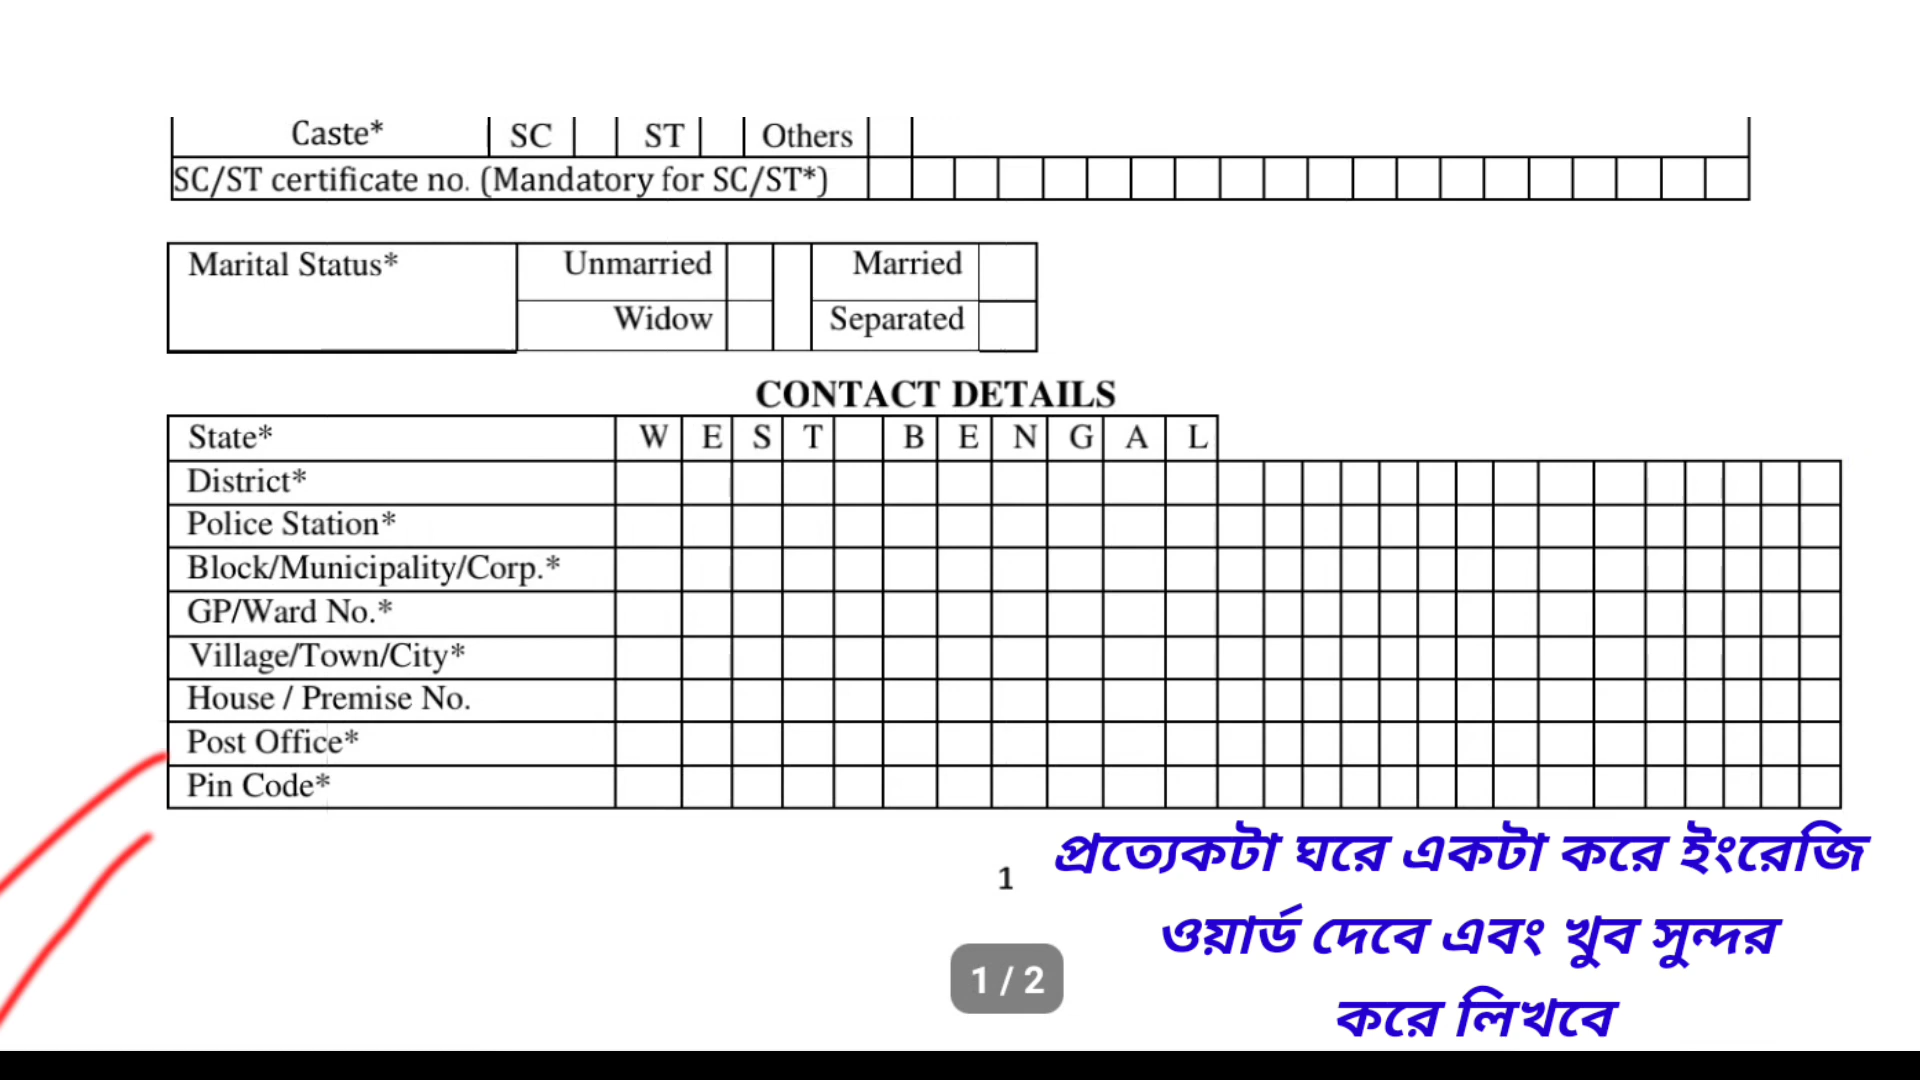 Caste* SC ST Others
SC/ST certificate no. (Mandatory for SC/ST*)
Marital Status* Unmarried Married
Widow Separated
CONTACT DETAILS
State* W E S T B E N G A L
District*
Police Station*
Block/Municipality/Corp.*
GP/Ward No.*
Village/Town/City*
House / Premise No.
Post Office*
Pin Code*
1
1 / 2
প্রত্যেকটা ঘরে একটা করে ইংরেজি
ওয়ার্ড দেবে এবং খুব সুন্দর
করে লিখবে